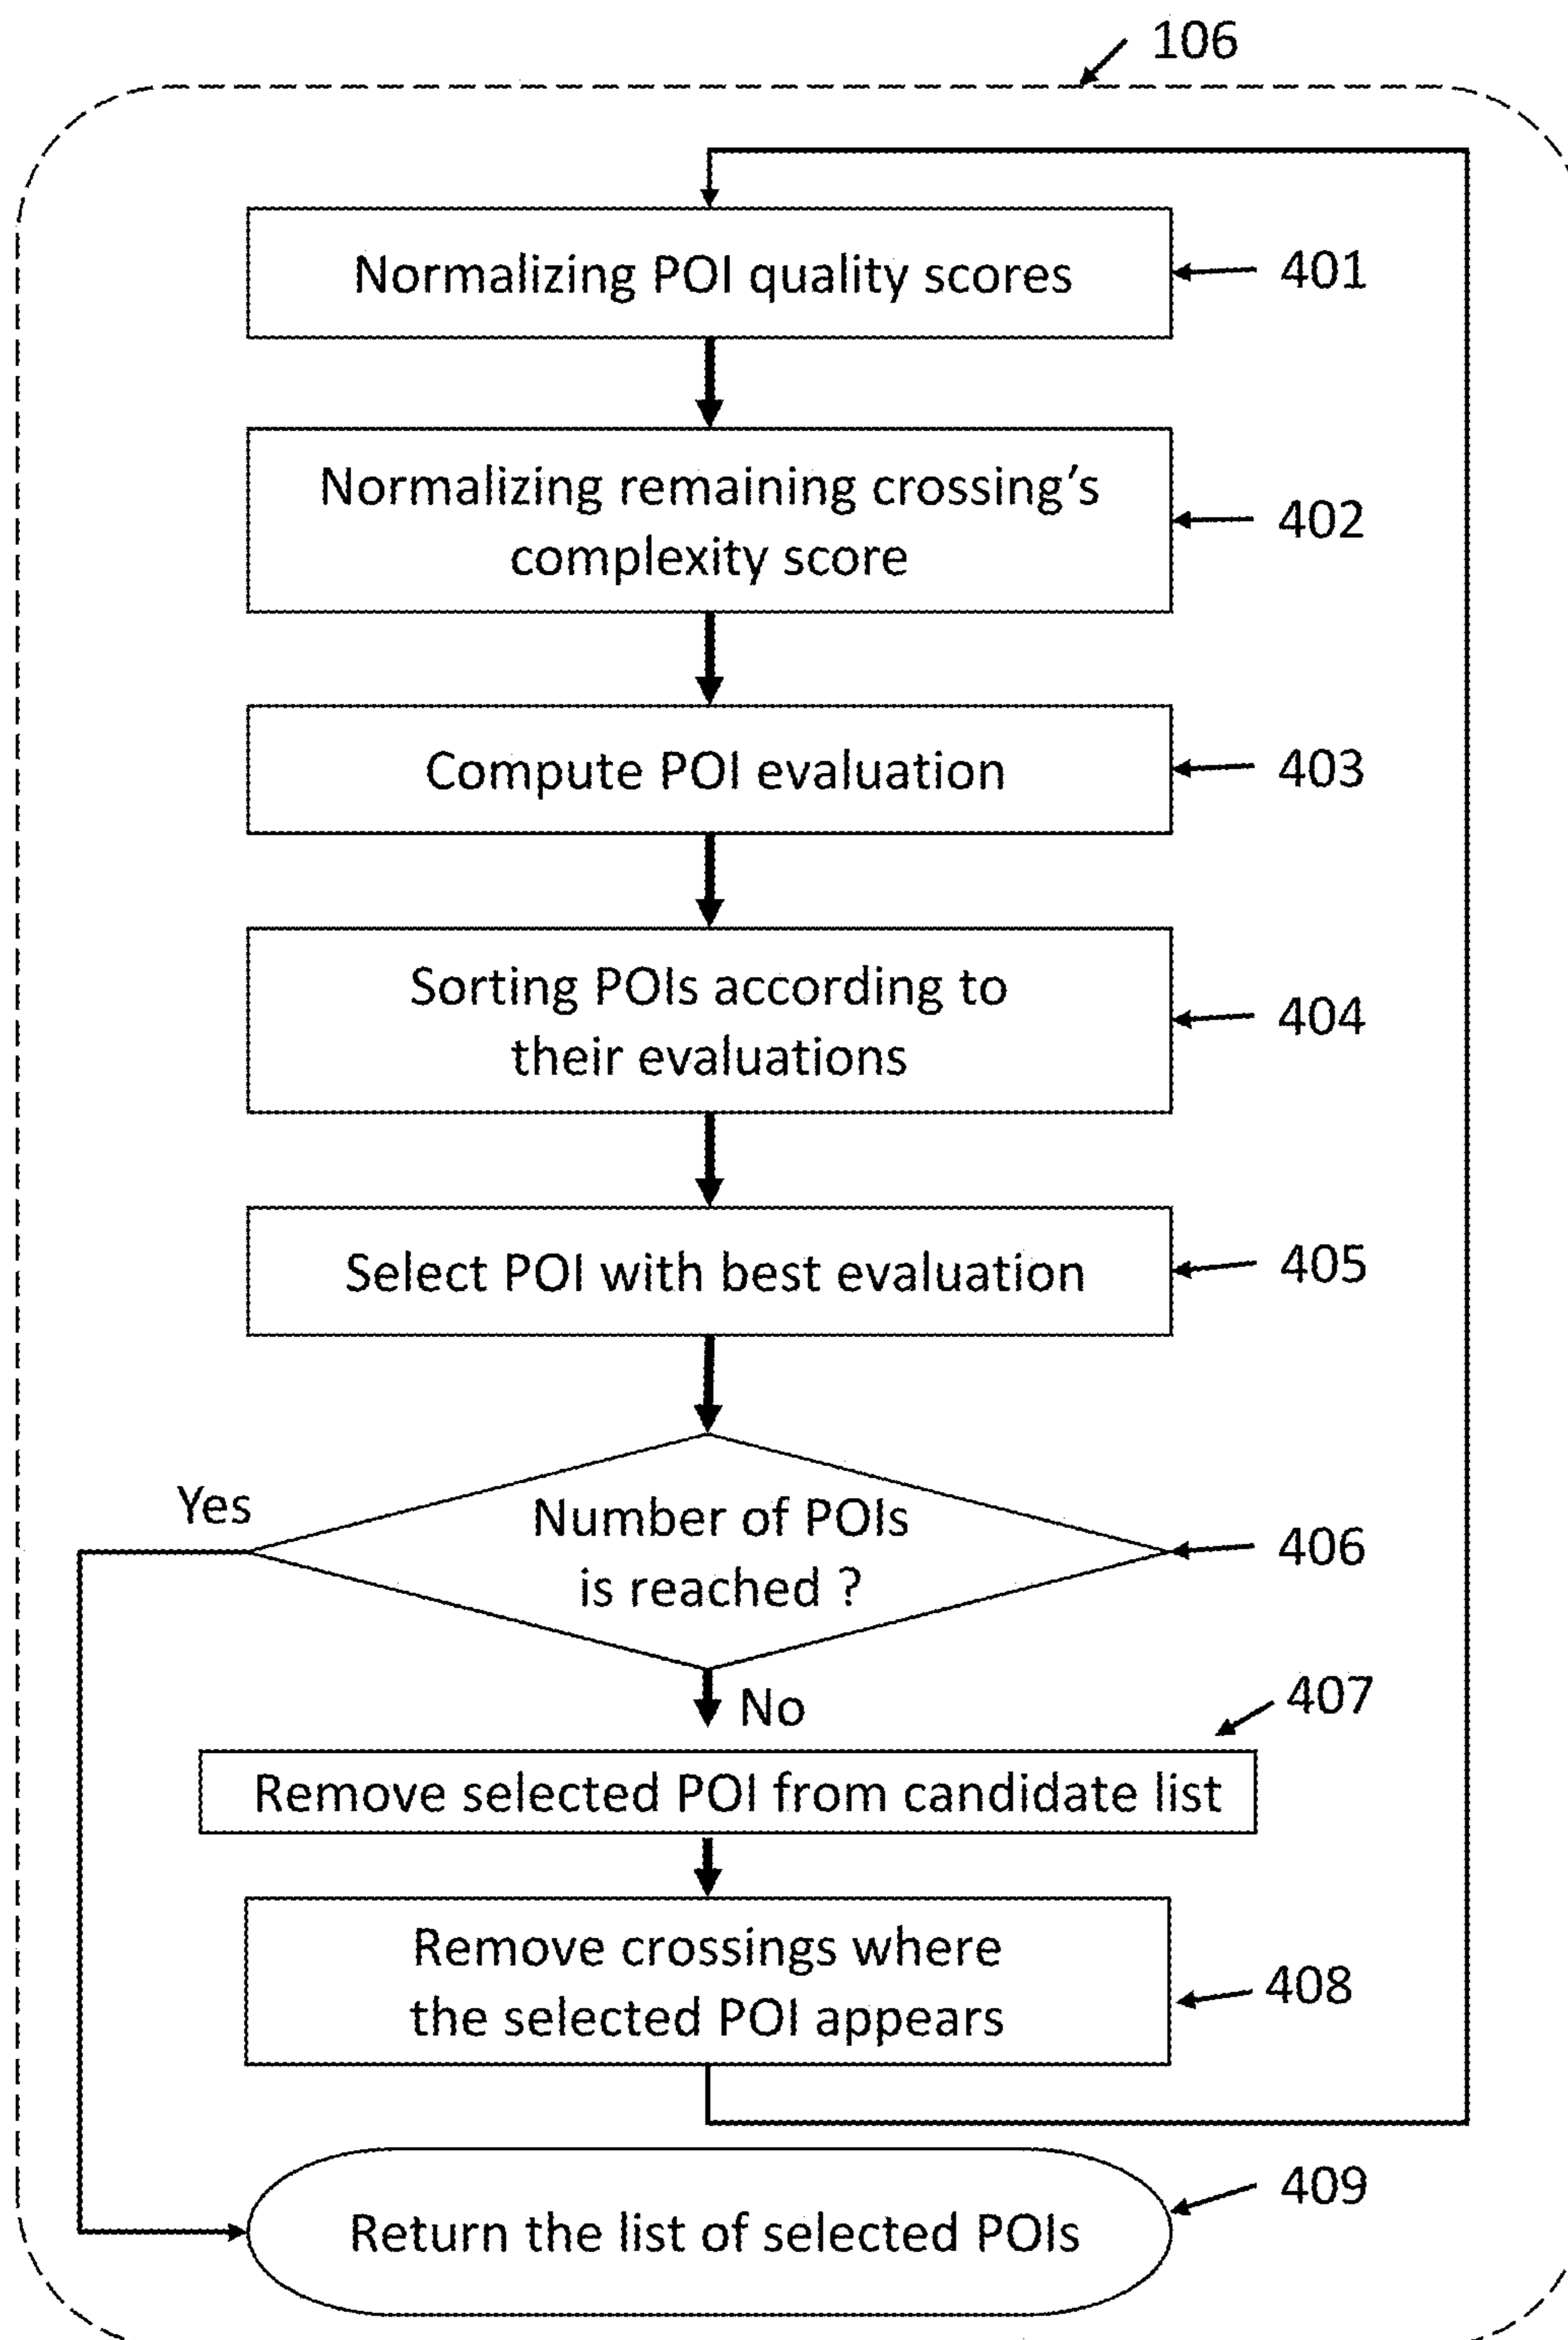 106
Normalizing POI quality scores
401
Normalizing remaining crossing’s
complexity score
402
Compute POI evaluation
403
Sorting POIs according to
their evaluations
404
Select POI with best evaluation
405
Yes
Number of POIs
is reached ?
406
No
407
Remove selected POI from candidate list
Remove crossings where
the selected POI appears
408
409
Return the list of selected POIs